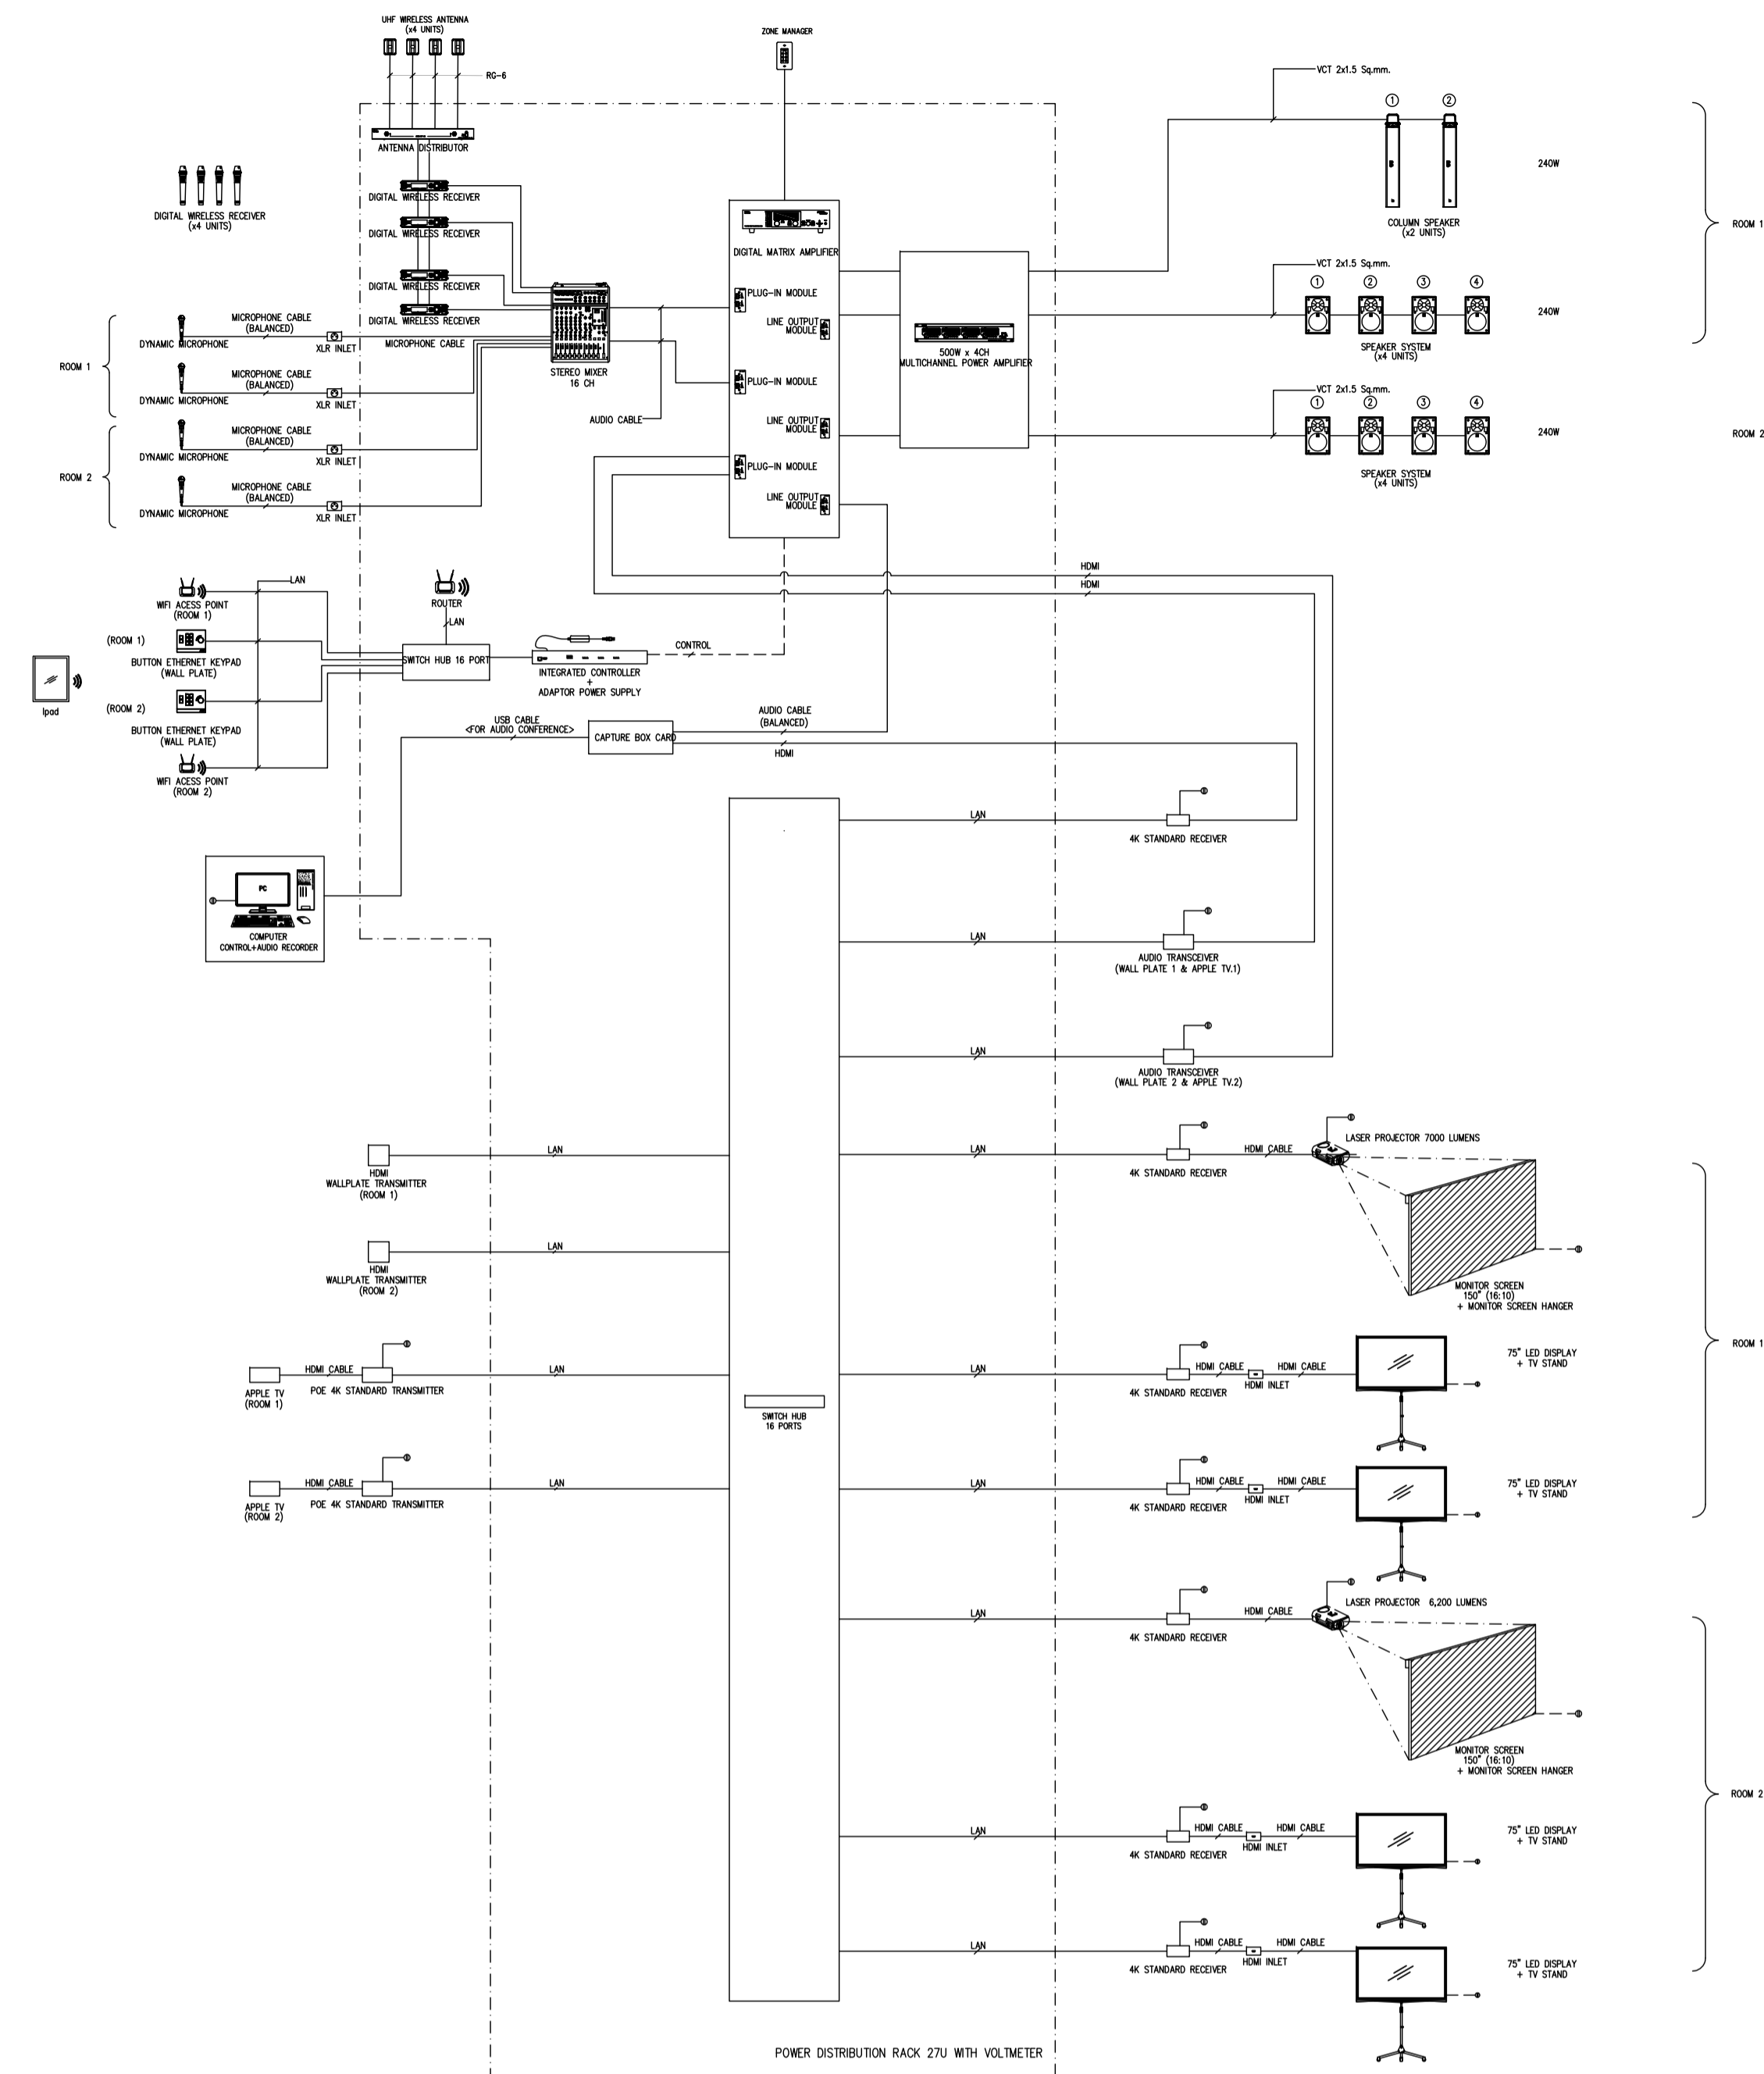 UHF WIRELESS ANTENNA
(x4 UNITS)
RG-6
ANTENNA DISTRIBUTOR
DIGITAL WIRELESS RECEIVER
(x4 UNITS)
DIGITAL WIRELESS RECEIVER
DIGITAL WIRELESS RECEIVER
DIGITAL WIRELESS RECEIVER
DIGITAL WIRELESS RECEIVER
ROOM 1
MICROPHONE CABLE
(BALANCED)
DYNAMIC MICROPHONE
XLR INLET
MICROPHONE CABLE
MICROPHONE CABLE
(BALANCED)
DYNAMIC MICROPHONE
XLR INLET
ROOM 2
MICROPHONE CABLE
(BALANCED)
DYNAMIC MICROPHONE
XLR INLET
MICROPHONE CABLE
(BALANCED)
DYNAMIC MICROPHONE
XLR INLET
STEREO MIXER
16 CH
AUDIO CABLE
ZONE MANAGER
DIGITAL MATRIX AMPLIFIER
PLUG-IN MODULE
LINE OUTPUT
MODULE
PLUG-IN MODULE
LINE OUTPUT
MODULE
PLUG-IN MODULE
LINE OUTPUT
MODULE
500W x 4CH
MULTICHANNEL POWER AMPLIFIER
VCT 2x1.5 Sq.mm.
1 2
COLUMN SPEAKER
(x2 UNITS)
240W
ROOM 1
VCT 2x1.5 Sq.mm.
1 2 3 4
SPEAKER SYSTEM
(x4 UNITS)
240W
VCT 2x1.5 Sq.mm.
1 2 3 4
SPEAKER SYSTEM
(x4 UNITS)
240W
ROOM 2
HDMI
HDMI
LAN
WIFI ACESS POINT
(ROOM 1)
(ROOM 1)
BUTTON ETHERNET KEYPAD
(WALL PLATE)
Ipad
(ROOM 2)
BUTTON ETHERNET KEYPAD
(WALL PLATE)
WIFI ACESS POINT
(ROOM 2)
ROUTER
LAN
SWITCH HUB 16 PORT
INTEGRATED CONTROLLER
+
ADAPTOR POWER SUPPLY
CONTROL
USB CABLE
<FOR AUDIO CONFERENCE>
CAPTURE BOX CARD
AUDIO CABLE
(BALANCED)
HDMI
PC
COMPUTER
CONTROL+AUDIO RECORDER
LAN
4K STANDARD RECEIVER
LAN
AUDIO TRANSCEIVER
(WALL PLATE 1 & APPLE TV.1)
LAN
AUDIO TRANSCEIVER
(WALL PLATE 2 & APPLE TV.2)
HDMI
WALLPLATE TRANSMITTER
(ROOM 1)
LAN
HDMI
WALLPLATE TRANSMITTER
(ROOM 2)
LAN
APPLE TV
(ROOM 1)
HDMI CABLE
POE 4K STANDARD TRANSMITTER
LAN
APPLE TV
(ROOM 2)
HDMI CABLE
POE 4K STANDARD TRANSMITTER
LAN
SWITCH HUB
16 PORTS
LAN
4K STANDARD RECEIVER
HDMI CABLE
LASER PROJECTOR 7000 LUMENS
MONITOR SCREEN
150" (16:10)
+ MONITOR SCREEN HANGER
LAN
4K STANDARD RECEIVER
HDMI CABLE
HDMI INLET
HDMI CABLE
75" LED DISPLAY
+ TV STAND
ROOM 1
LAN
4K STANDARD RECEIVER
HDMI CABLE
HDMI INLET
HDMI CABLE
75" LED DISPLAY
+ TV STAND
LAN
4K STANDARD RECEIVER
HDMI CABLE
LASER PROJECTOR 6,200 LUMENS
MONITOR SCREEN
150" (16:10)
+ MONITOR SCREEN HANGER
ROOM 2
LAN
4K STANDARD RECEIVER
HDMI CABLE
HDMI INLET
HDMI CABLE
75" LED DISPLAY
+ TV STAND
LAN
4K STANDARD RECEIVER
HDMI CABLE
HDMI INLET
HDMI CABLE
75" LED DISPLAY
+ TV STAND
POWER DISTRIBUTION RACK 27U WITH VOLTMETER